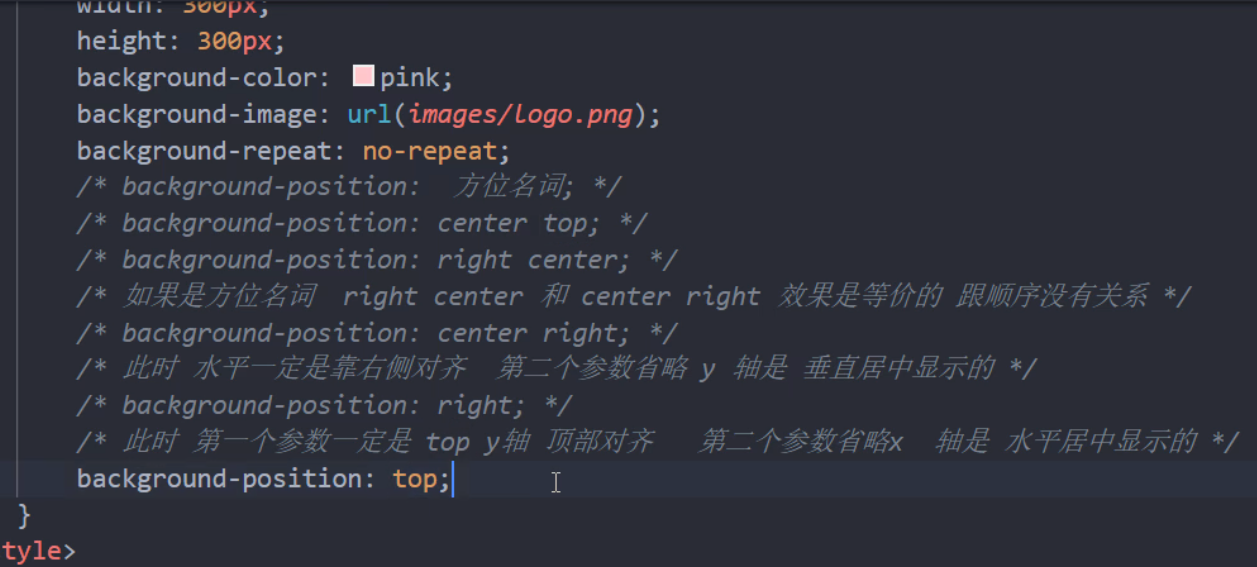 width: 300px;
height: 300px;
background-color: pink;
background-image: url(images/logo.png);
background-repeat: no-repeat;
/* background-position:  方位名词; */
/* background-position: center top; */
/* background-position: right center; */
/* 如果是方位名词  right center 和 center right 效果是等价的 跟顺序没有关系 */
/* background-position: center right; */
/* 此时 水平一定是靠右侧对齐  第二个参数省略 y 轴是 垂直居中显示的 */
/* background-position: right; */
/* 此时 第一个参数一定是 top y轴 顶部对齐   第二个参数省略x  轴是 水平居中显示的 */
background-position: top;
}
tyle>